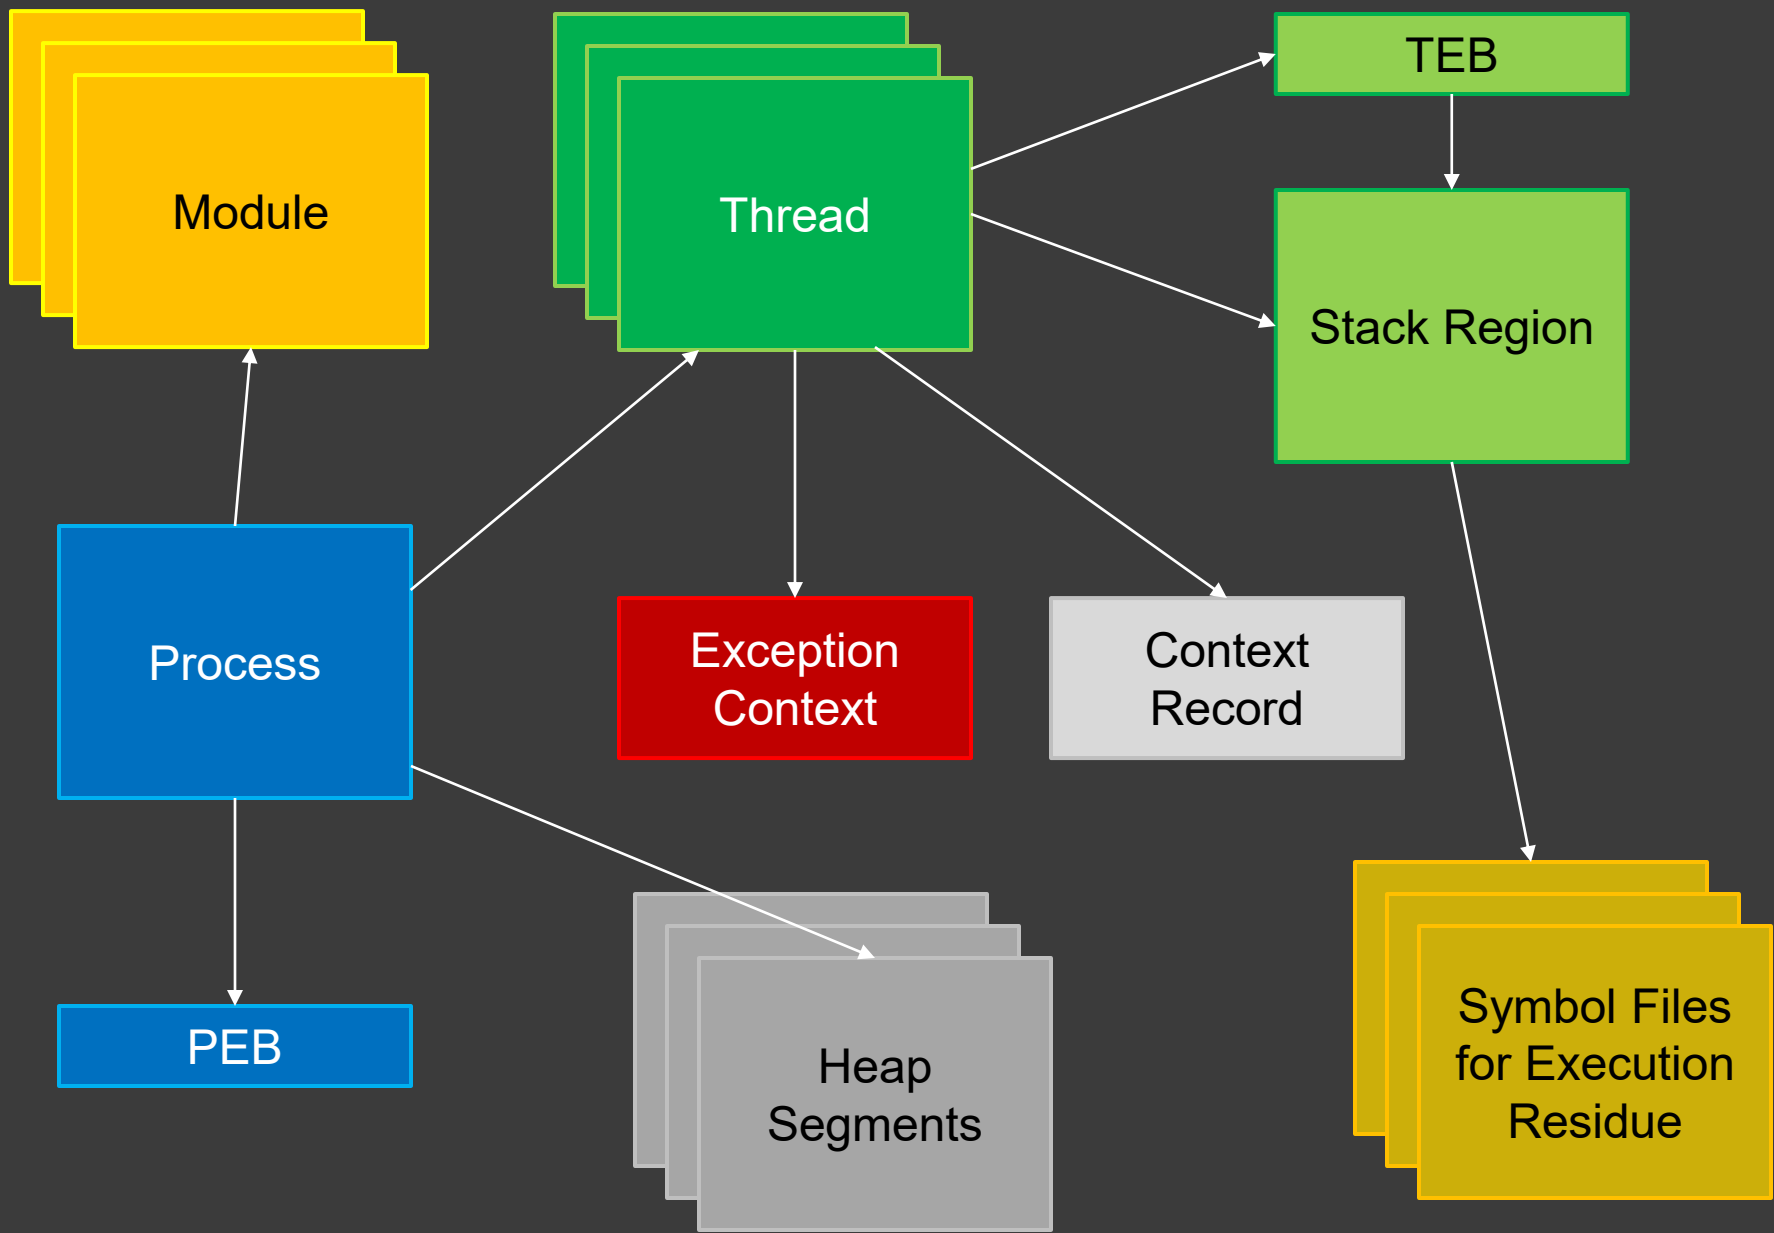 TEB
Module
Thread
Stack Region
Process
Exception
Context
Context
Record
PEB
Heap
Segments
Symbol Files
for Execution
Residue